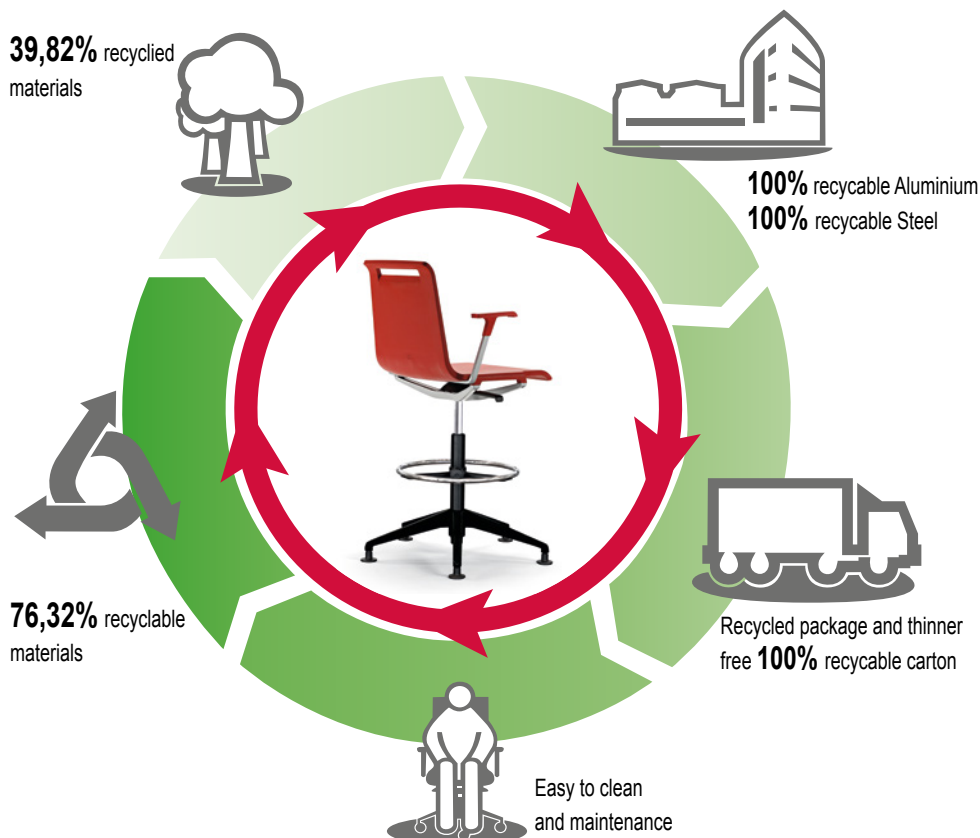 39,82% recyclied
materials
100% recycable Aluminium
100% recycable Steel
Recycled package and thinner
free 100% recycable carton
Easy to clean
and maintenance
76,32% recyclable
materials